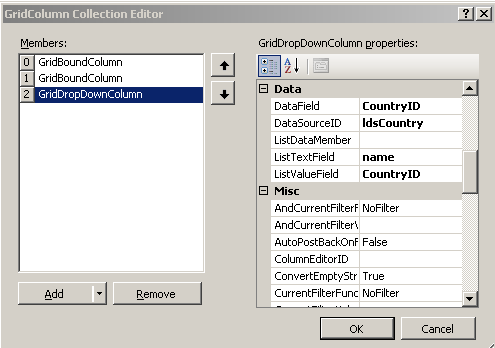 GridColumn Collection Editor
Members:
0 GridBoundColumn
1 GridBoundColumn
2 GridDropDownColumn
Add
Remove
GridDropDownColumn properties:
Data
DataField CountryID
DataSourceID ldsCountry
ListDataMember
ListTextField name
ListValueField CountryID
Misc
AndCurrentFilterF NoFilter
AndCurrentFilterV
AutoPostBackOnF False
ColumnEditorID
ConvertEmptyStr True
CurrentFilterFunc NoFilter
OK
Cancel